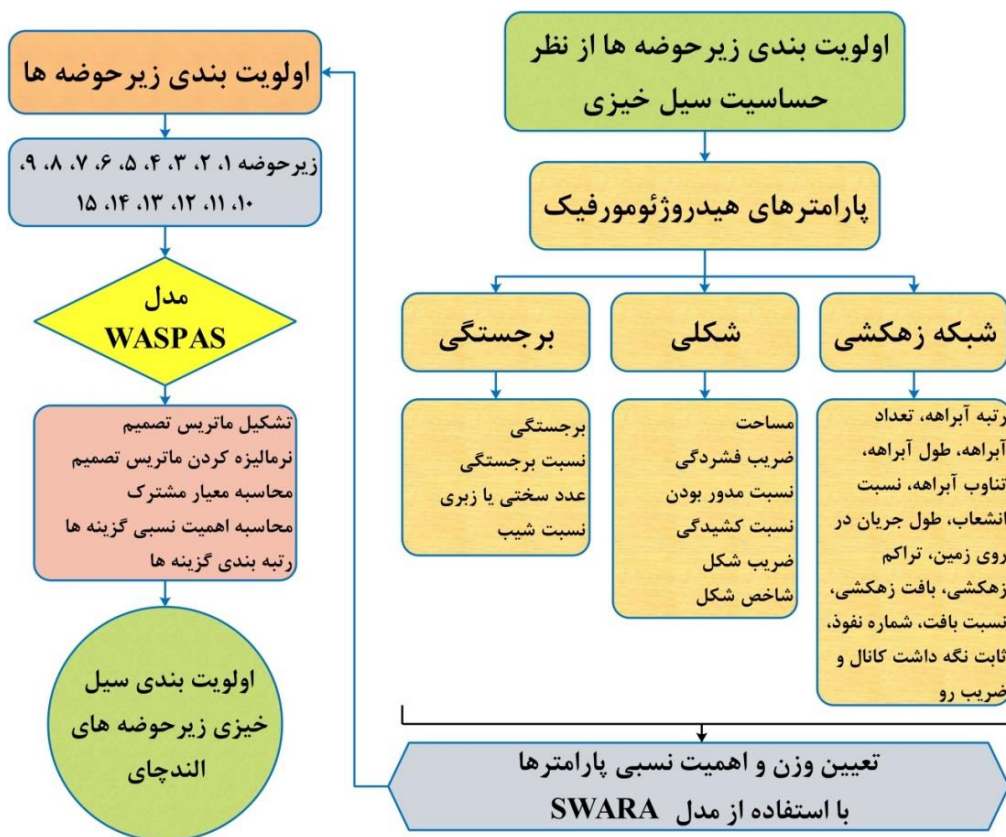 اولویت بندی زیرحوضه ها از نظر
حساسیت سیل خیزی
پارامترهای هیدروژئومورفیک
شبکه زهکشی
شکلی
برجستگی
رتبه آبراهه، تعداد
آبراهه، طول آبراهه،
تناوب آبراهه، نسبت
انشعاب، طول جریان در
روی زمین، تراکم
زهکشی، بافت زهکشی،
نسبت بافت، شماره نفوذ،
ثابت نگه داشت کانال و
ضریب رو
مساحت
ضریب فشردگی
نسبت مدور بودن
نسبت کشیدگی
ضریب شکل
شاخص شکل
برجستگی
نسبت برجستگی
عدد سختی یا زبری
نسبت شیب
تعیین وزن و اهمیت نسبی پارامترها
با استفاده از مدل SWARA
اولویت بندی زیرحوضه ها
زیرحوضه ۱، ۲، ۳، ۴، ۵، ۶، ۷، ۸، ۹،
۱۰، ۱۱، ۱۲، ۱۳، ۱۴، ۱۵
مدل
WASPAS
تشکیل ماتریس تصمیم
نرمالیزه کردن ماتریس تصمیم
محاسبه معیار مشترک
محاسبه اهمیت نسبی گزینه ها
رتبه بندی گزینه ها
اولویت بندی سیل
خیزی زیرحوضه های
الندچای